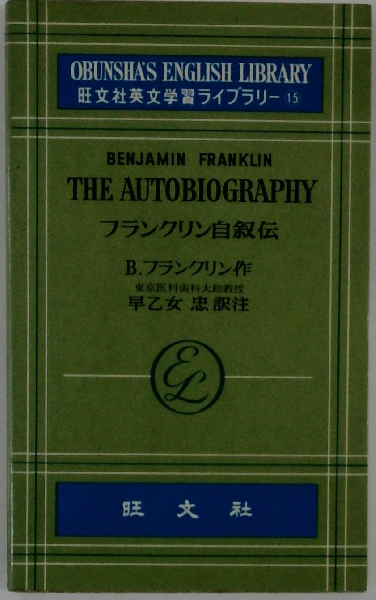 OBUNSHA'S ENGLISH LIBRARY
旺文社英文学習ライブラリー 15
BENJAMIN FRANKLIN
THE AUTOBIOGRAPHY
フランクリン自叙伝
B.フランクリン作
東京医科歯科大助教授
早乙女 忠 訳注
EL
旺文社